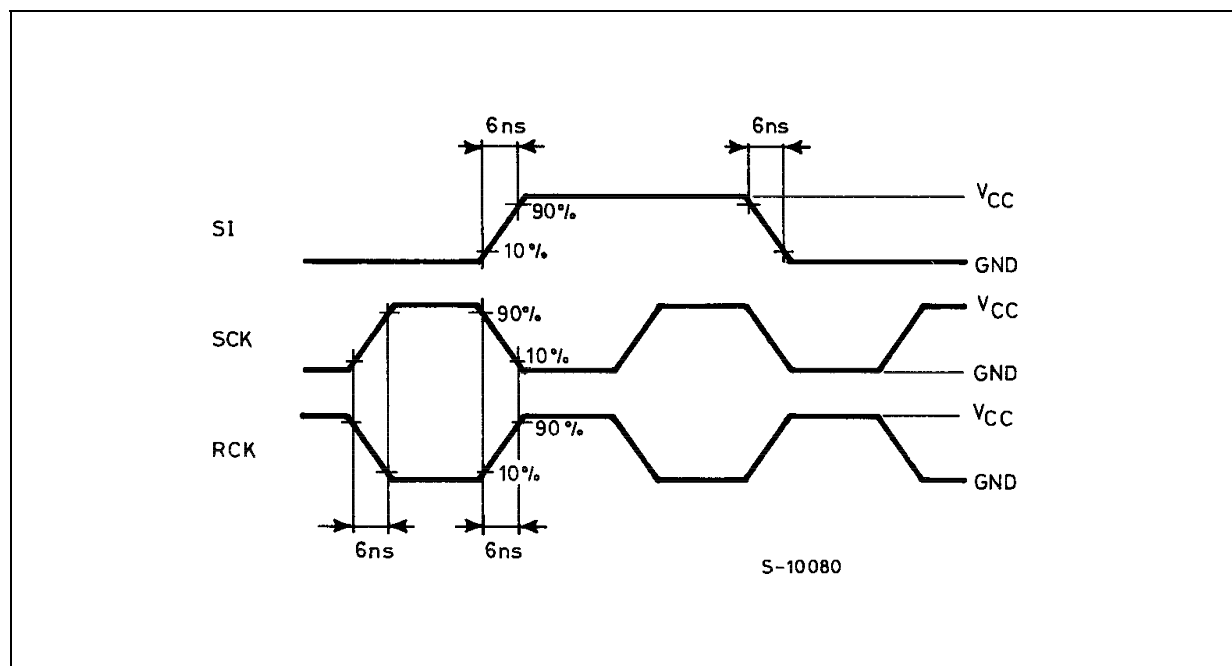 6ns 6ns
SI
90%
10%
VCC
GND
SCK
90%
10%
VCC
GND
RCK
90%
10%
VCC
GND
6ns 6ns
S-10080